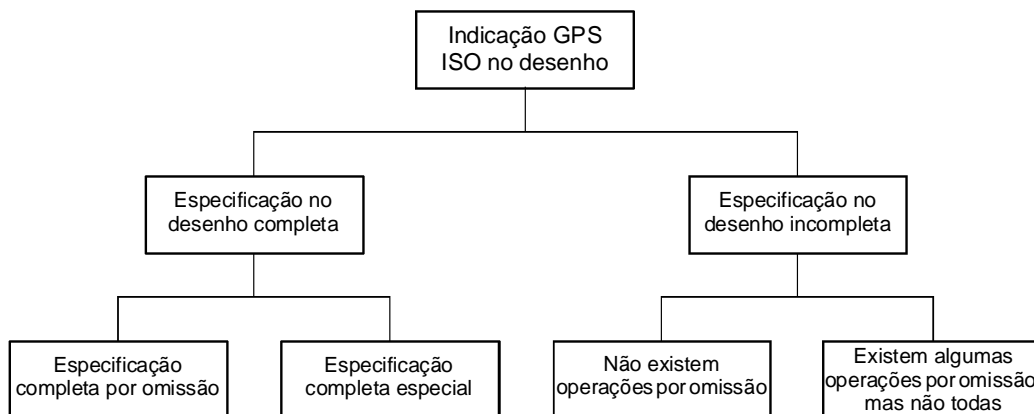 Indicação GPS
ISO no desenho
Especificação no
desenho completa
Especificação no
desenho incompleta
Especificação
completa por omissão
Especificação
completa especial
Não existem
operações por omissão
Existem algumas
operações por omissão
mas não todas